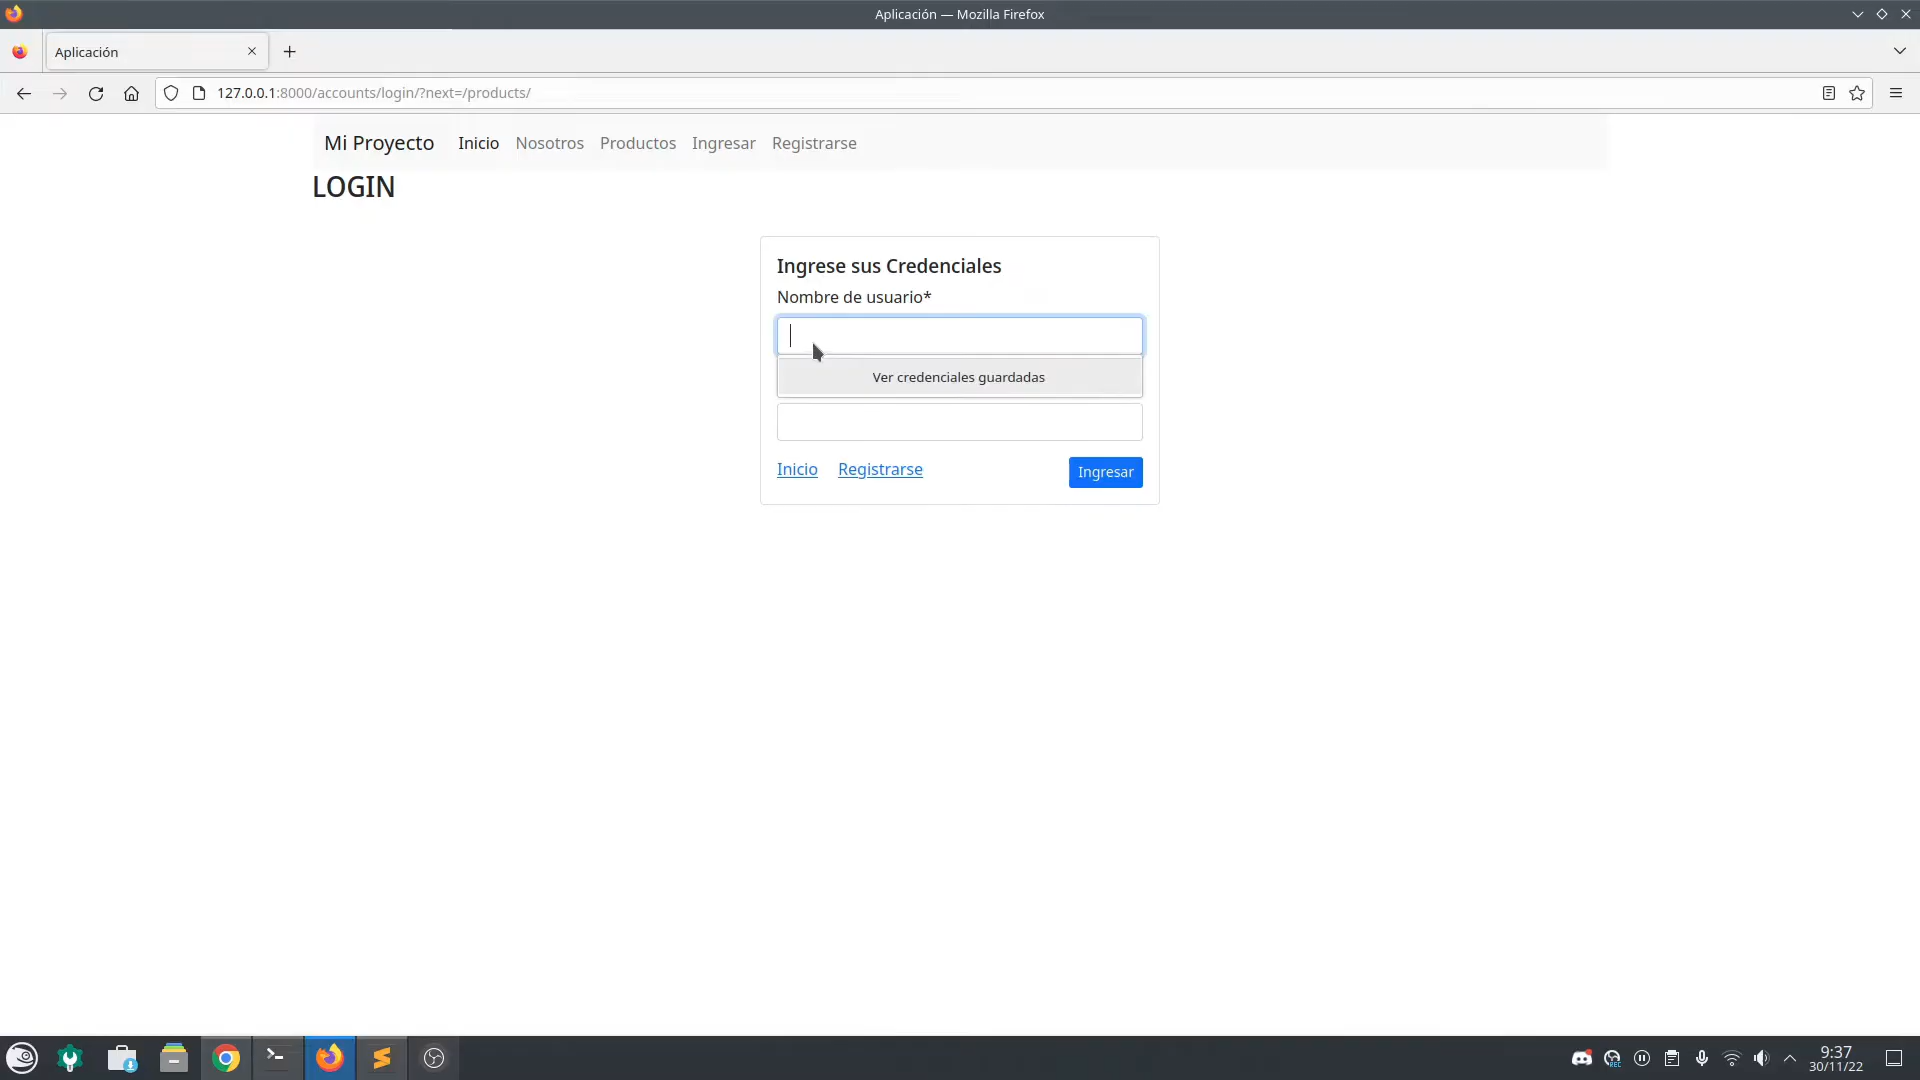 Aplicación — Mozilla Firefox
Aplicación
127.0.0.1:8000/accounts/login/?next=/products/
Mi Proyecto Inicio Nosotros Productos Ingresar Registrarse
LOGIN
Ingrese sus Credenciales
Nombre de usuario*
Ver credenciales guardadas
Inicio Registrarse Ingresar
REC
9:37
30/11/22